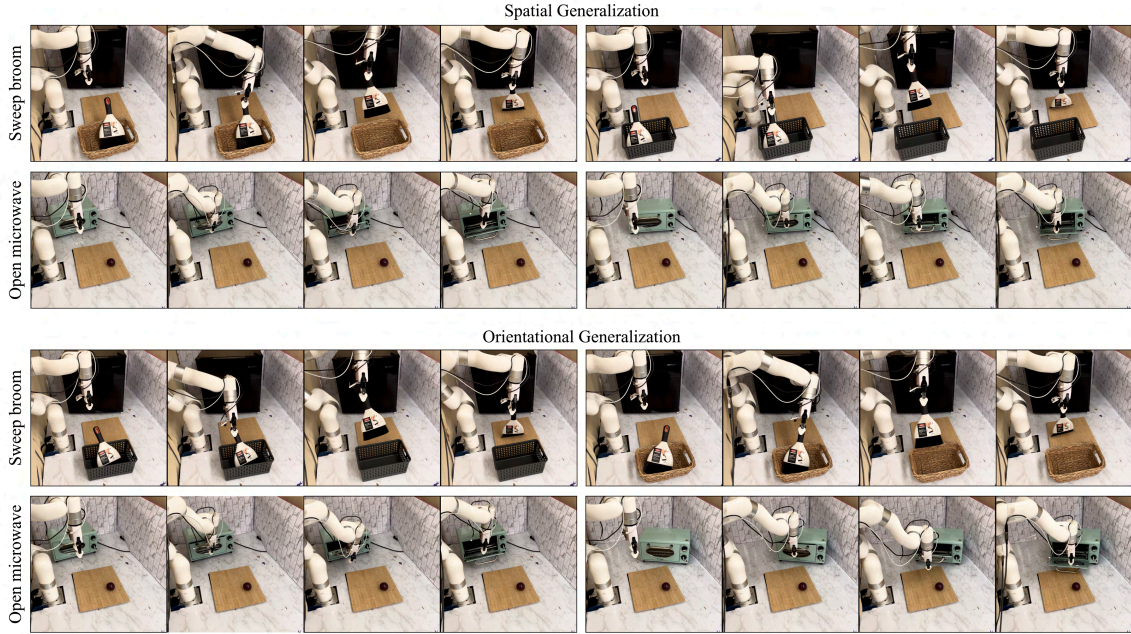 Spatial Generalization
Sweep broom
Open microwave
Orientational Generalization
Sweep broom
Open microwave